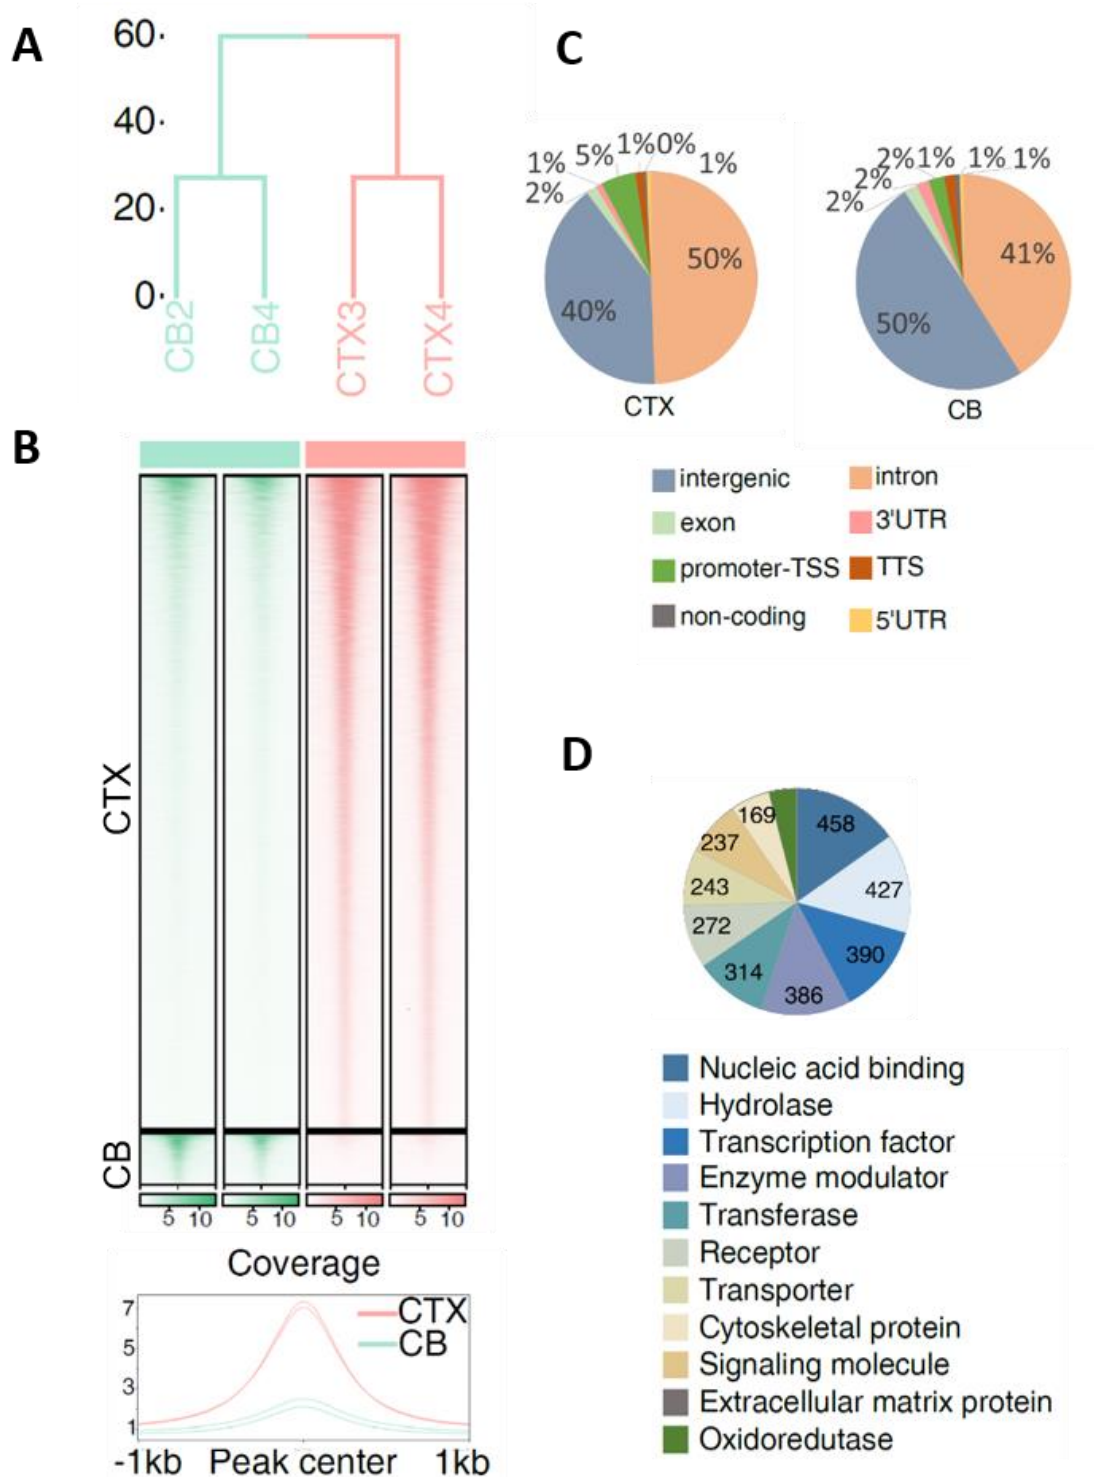 A
60
40
20
0
CB2
CB4
CTX3
CTX4
C
1%
5%
1%
0%
1%
2%
50%
40%
CTX
2%
1%
1%
1%
2%
2%
41%
50%
CB
intergenic
intron
exon
3'UTR
promoter-TSS
TTS
non-coding
5'UTR
B
CTX
CB
5 10
5 10
5 10
5 10
Coverage
7
5
3
1
CTX
CB
-1kb Peak center 1kb
D
458
427
390
386
314
272
243
237
169
Nucleic acid binding
Hydrolase
Transcription factor
Enzyme modulator
Transferase
Receptor
Transporter
Cytoskeletal protein
Signaling molecule
Extracellular matrix protein
Oxidoredutase